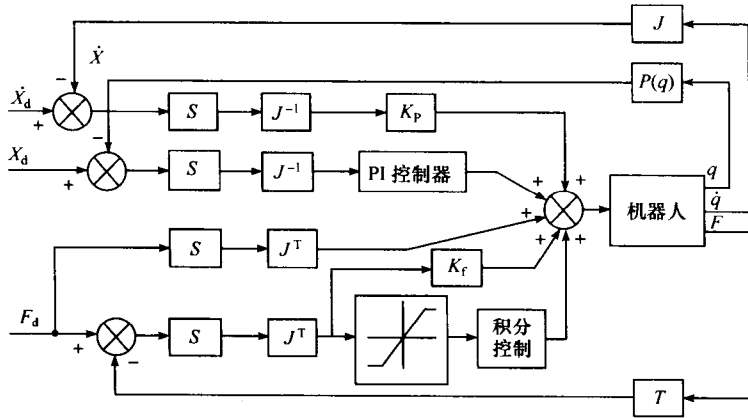 J
Ẋ
P(q)
Ẋd
−
+
S
J⁻¹
KP
−
Xd
+
S
J⁻¹
PI 控制器
+
+
+
+
+
机器人
q
q̇
F
S
Jᵀ
Kf
Fd
+
−
S
Jᵀ
积分
控制
T